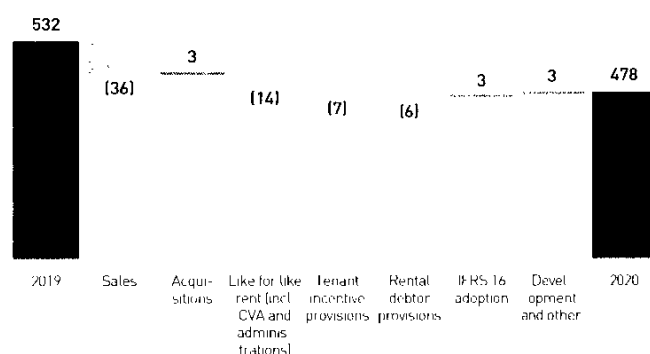 532
(36)
3
(14)
(7)
(6)
3
3
478
2019
Sales
Acqui-
sitions
Like for like
rent (incl
CVA and
adminis
trations)
Tenant
incentive
provisions
Rental
debtor
provisions
IFRS 16
adoption
Devel
opment
and other
2020